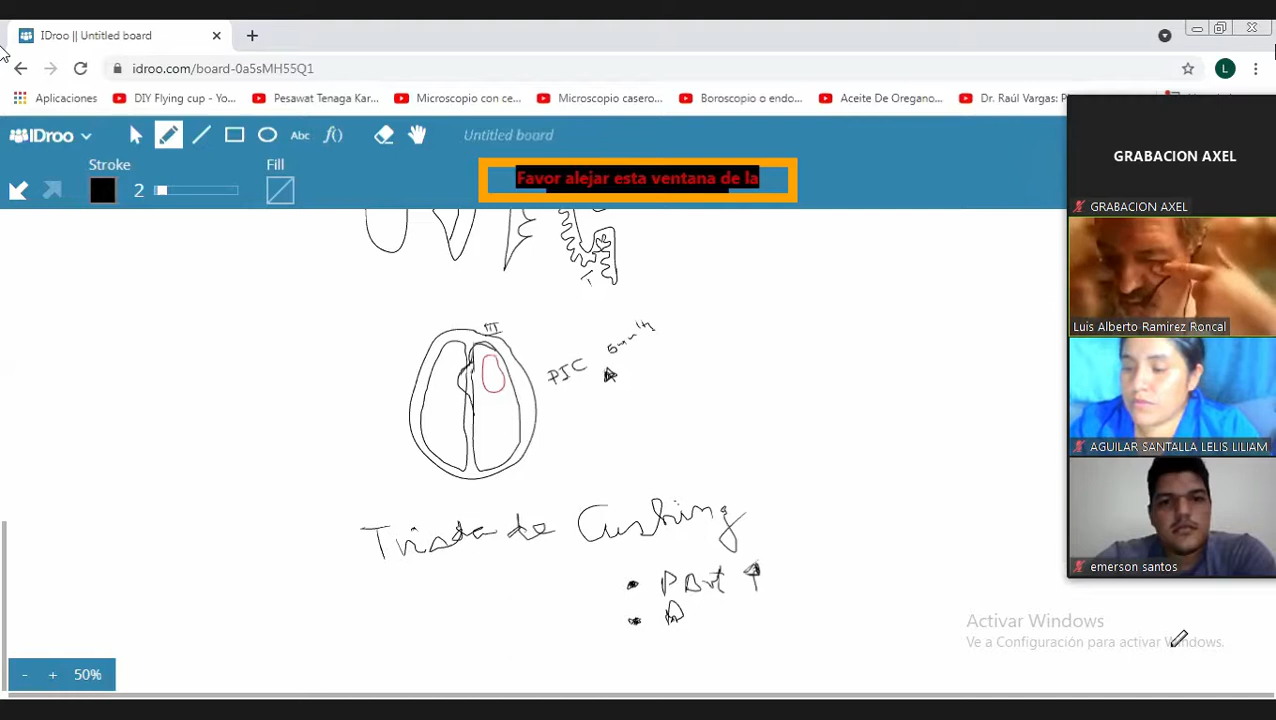 IDroo || Untitled board
idroo.com/board-0a5sMH55Q1
L
Aplicaciones
DIY Flying cup - Yo...
Pesawat Tenaga Kar...
Microscopio con ce...
Microscopio casero...
Boroscopio o endo...
Aceite De Oregano...
Dr. Raúl Vargas:
IDroo
Abc
f()
Untitled board
Stroke
Fill
2
Favor alejar esta ventana de la
GRABACION AXEL
GRABACION AXEL
Luis Alberto Ramirez Roncal
AGUILAR SANTALLA LELIS LILIAM
emerson santos
III
PIC
Triada de Cushing
Activar Windows
Ve a Configuración para activar Windows.
50%